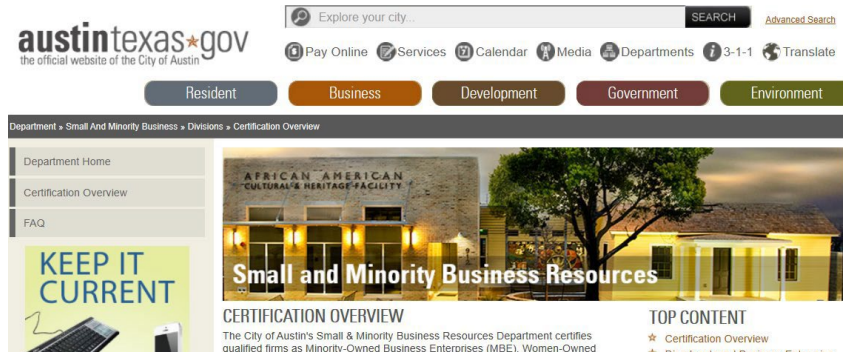 Explore your city...
SEARCH
Advanced Search
austintexas*gov
the official website of the City of Austin
Pay Online
Services
Calendar
Media
Departments
3-1-1
Translate
Resident
Business
Development
Government
Environment
Department » Small And Minority Business » Divisions » Certification Overview
Department Home
Certification Overview
FAQ
AFRICAN AMERICAN
CULTURAL & HERITAGE FACILITY
Small and Minority Business Resources
KEEP IT
CURRENT
CERTIFICATION OVERVIEW
The City of Austin's Small & Minority Business Resources Department certifies
qualified firms as Minority-Owned Business Enterprises (MBE), Women-Owned
TOP CONTENT
Certification Overview